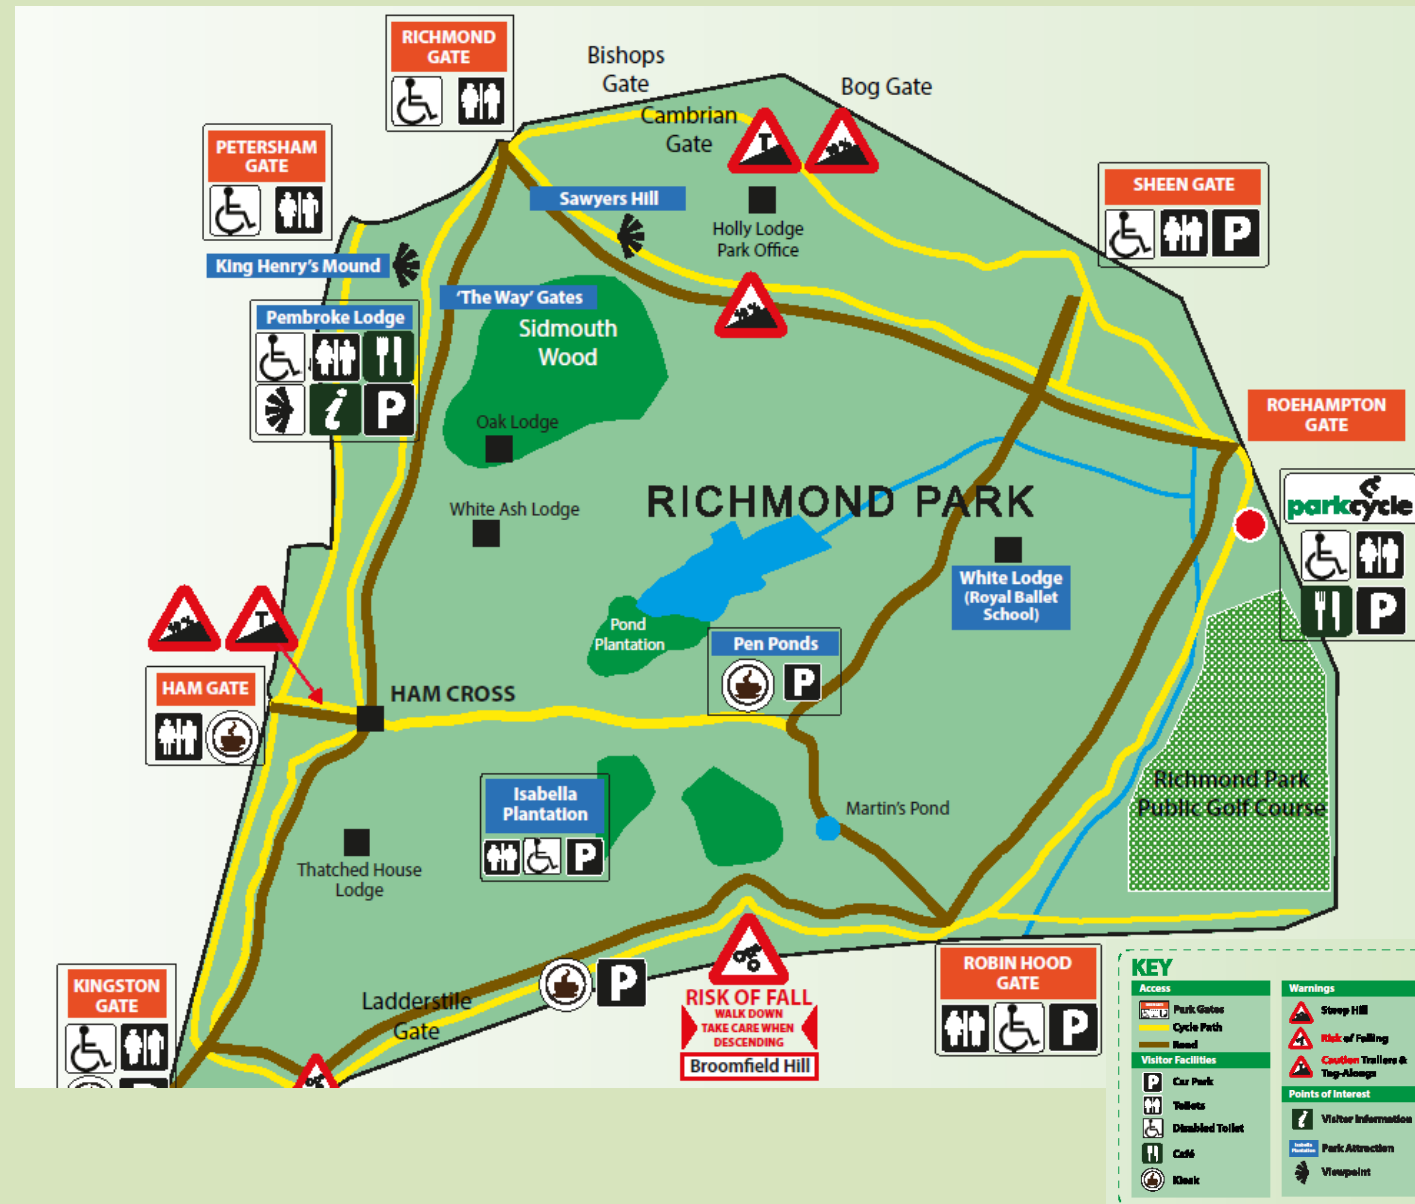 RICHMOND
GATE
Bishops
Gate
Bog Gate
Cambrian
Gate
T
PETERSHAM
GATE
SHEEN GATE
P
Sawyers Hill
Holly Lodge
Park Office
King Henry's Mound
'The Way' Gates
Pembroke Lodge
i
P
Sidmouth
Wood
Oak Lodge
ROEHAMPTON
GATE
White Ash Lodge
RICHMOND PARK
parkcycle
P
White Lodge
(Royal Ballet
School)
T
Pond
Plantation
Pen Ponds
P
HAM GATE
HAM CROSS
Isabella
Plantation
P
Martin's Pond
Richmond Park
Public Golf Course
Thatched House
Lodge
KINGSTON
GATE
Ladderstile
Gate
P
RISK OF FALL
WALK DOWN
TAKE CARE WHEN
DESCENDING
Broomfield Hill
ROBIN HOOD
GATE
P
KEY
Access
Park Gates
Cycle Path
Road
Visitor Facilities
P Car Park
Toilets
Disabled Toilet
Café
Kiosk
Warnings
Steep Hill
Risk of Falling
Caution Trailers &
Tag-Alongs
Points of Interest
i Visitor Information
Isabella
Plantation
Park Attraction
Viewpoint